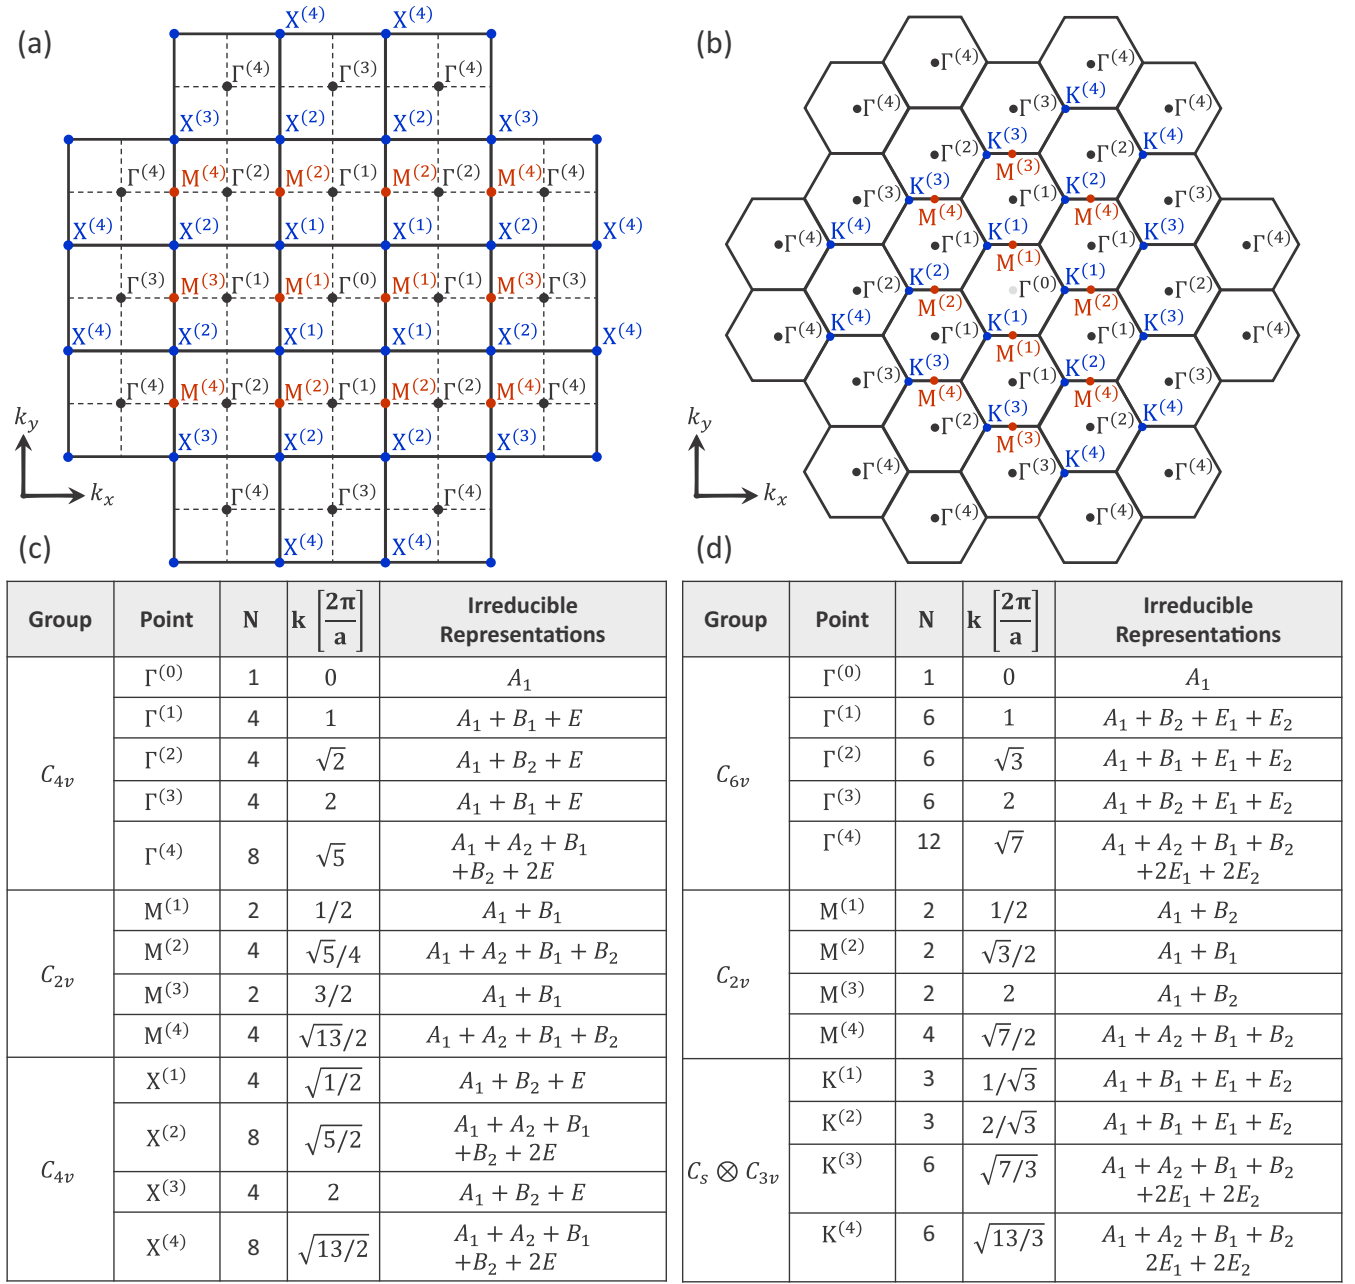 (a)
X⁽⁴⁾ X⁽⁴⁾
Γ⁽⁴⁾ Γ⁽³⁾ Γ⁽⁴⁾
X⁽³⁾ X⁽²⁾ X⁽²⁾ X⁽³⁾
Γ⁽⁴⁾ M⁽⁴⁾ Γ⁽²⁾ M⁽²⁾ Γ⁽¹⁾ M⁽²⁾ Γ⁽²⁾ M⁽⁴⁾ Γ⁽⁴⁾
X⁽⁴⁾ X⁽²⁾ X⁽¹⁾ X⁽¹⁾ X⁽²⁾ X⁽⁴⁾
Γ⁽³⁾ M⁽³⁾ Γ⁽¹⁾ M⁽¹⁾ Γ⁽⁰⁾ M⁽¹⁾ Γ⁽¹⁾ M⁽³⁾ Γ⁽³⁾
X⁽⁴⁾ X⁽²⁾ X⁽¹⁾ X⁽¹⁾ X⁽²⁾ X⁽⁴⁾
Γ⁽⁴⁾ M⁽⁴⁾ Γ⁽²⁾ M⁽²⁾ Γ⁽¹⁾ M⁽²⁾ Γ⁽²⁾ M⁽⁴⁾ Γ⁽⁴⁾
X⁽³⁾ X⁽²⁾ X⁽²⁾ X⁽³⁾
Γ⁽⁴⁾ Γ⁽³⁾ Γ⁽⁴⁾
X⁽⁴⁾ X⁽⁴⁾
k_y
k_x
(b)
Γ⁽⁴⁾ Γ⁽⁴⁾
Γ⁽⁴⁾ Γ⁽³⁾ K⁽⁴⁾ Γ⁽⁴⁾
Γ⁽²⁾ K⁽³⁾ M⁽³⁾ Γ⁽²⁾ K⁽⁴⁾
Γ⁽³⁾ K⁽³⁾ M⁽⁴⁾ Γ⁽¹⁾ K⁽²⁾ M⁽⁴⁾ Γ⁽³⁾
Γ⁽⁴⁾ K⁽⁴⁾ Γ⁽¹⁾ K⁽¹⁾ M⁽¹⁾ Γ⁽¹⁾ K⁽³⁾ Γ⁽⁴⁾
Γ⁽²⁾ K⁽²⁾ M⁽²⁾ Γ⁽⁰⁾ K⁽¹⁾ M⁽²⁾ Γ⁽²⁾
Γ⁽⁴⁾ K⁽⁴⁾ Γ⁽¹⁾ K⁽¹⁾ M⁽¹⁾ Γ⁽¹⁾ K⁽³⁾ Γ⁽⁴⁾
Γ⁽³⁾ K⁽³⁾ M⁽⁴⁾ Γ⁽¹⁾ K⁽²⁾ M⁽⁴⁾ Γ⁽³⁾
Γ⁽²⁾ K⁽³⁾ M⁽³⁾ Γ⁽²⁾ K⁽⁴⁾
Γ⁽⁴⁾ Γ⁽³⁾ K⁽⁴⁾ Γ⁽⁴⁾
Γ⁽⁴⁾ Γ⁽⁴⁾
k_y
k_x
(c)
Group Point N k [2π/a] Irreducible Representations
C₄ᵥ
Γ⁽⁰⁾ 1 0 A₁
Γ⁽¹⁾ 4 1 A₁ + B₁ + E
Γ⁽²⁾ 4 √2 A₁ + B₂ + E
Γ⁽³⁾ 4 2 A₁ + B₁ + E
Γ⁽⁴⁾ 8 √5 A₁ + A₂ + B₁
+B₂ + 2E
C₂ᵥ
M⁽¹⁾ 2 1/2 A₁ + B₁
M⁽²⁾ 4 √5/4 A₁ + A₂ + B₁ + B₂
M⁽³⁾ 2 3/2 A₁ + B₁
M⁽⁴⁾ 4 √13/2 A₁ + A₂ + B₁ + B₂
C₄ᵥ
X⁽¹⁾ 4 √(1/2) A₁ + B₂ + E
X⁽²⁾ 8 √(5/2) A₁ + A₂ + B₁
+B₂ + 2E
X⁽³⁾ 4 2 A₁ + B₂ + E
X⁽⁴⁾ 8 √(13/2) A₁ + A₂ + B₁
+B₂ + 2E
(d)
Group Point N k [2π/a] Irreducible Representations
C₆ᵥ
Γ⁽⁰⁾ 1 0 A₁
Γ⁽¹⁾ 6 1 A₁ + B₂ + E₁ + E₂
Γ⁽²⁾ 6 √3 A₁ + B₁ + E₁ + E₂
Γ⁽³⁾ 6 2 A₁ + B₂ + E₁ + E₂
Γ⁽⁴⁾ 12 √7 A₁ + A₂ + B₁ + B₂
+2E₁ + 2E₂
C₂ᵥ
M⁽¹⁾ 2 1/2 A₁ + B₂
M⁽²⁾ 2 √3/2 A₁ + B₁
M⁽³⁾ 2 2 A₁ + B₂
M⁽⁴⁾ 4 √7/2 A₁ + A₂ + B₁ + B₂
Cₛ ⊗ C₃ᵥ
K⁽¹⁾ 3 1/√3 A₁ + B₁ + E₁ + E₂
K⁽²⁾ 3 2/√3 A₁ + B₁ + E₁ + E₂
K⁽³⁾ 6 √(7/3) A₁ + A₂ + B₁ + B₂
+2E₁ + 2E₂
K⁽⁴⁾ 6 √(13/3) A₁ + A₂ + B₁ + B₂
2E₁ + 2E₂